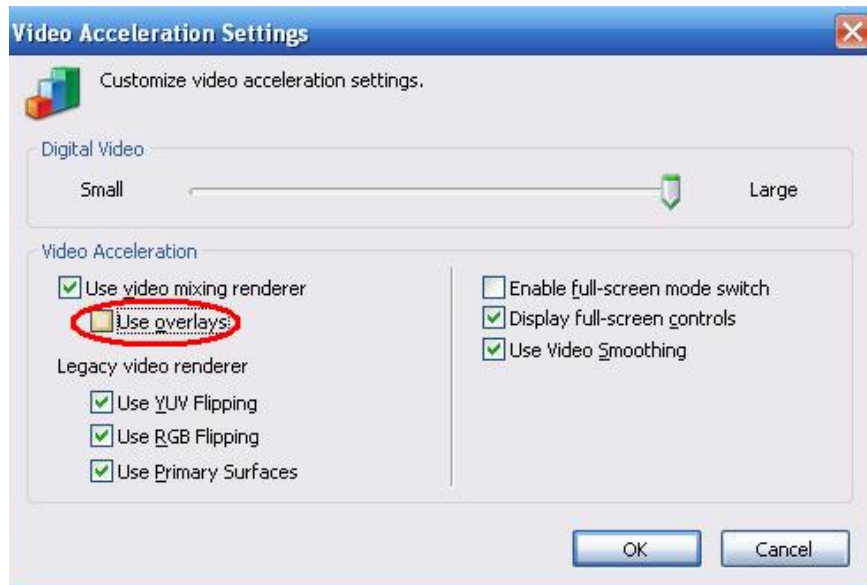 Video Acceleration Settings
Customize video acceleration settings.
Digital Video
Small
Large
Video Acceleration
Use video mixing renderer
Use overlays
Legacy video renderer
Use YUV Flipping
Use RGB Flipping
Use Primary Surfaces
Enable full-screen mode switch
Display full-screen controls
Use Video Smoothing
OK
Cancel